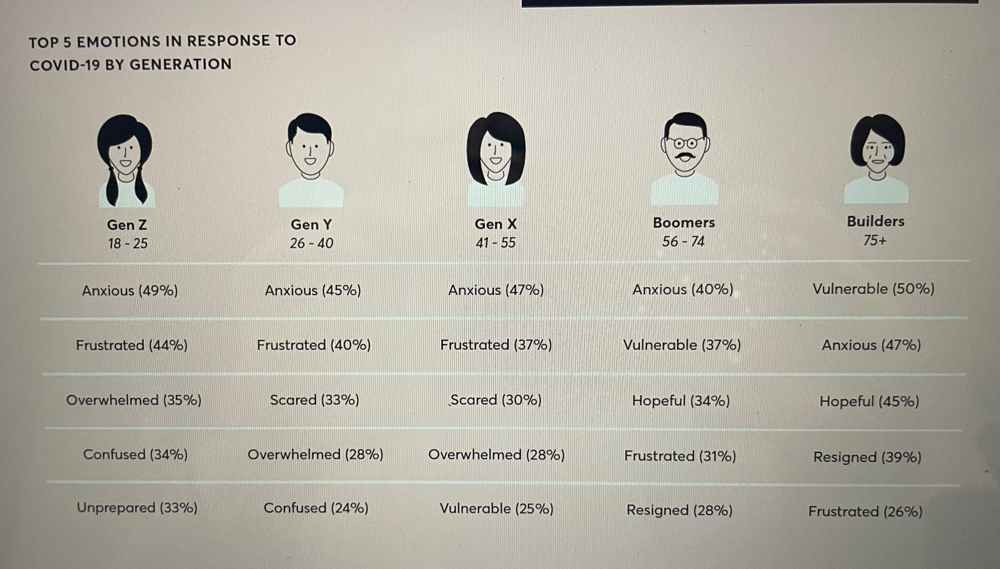 TOP 5 EMOTIONS IN RESPONSE TO
COVID-19 BY GENERATION
Gen Z Gen Y Gen X Boomers Builders
18 - 25 26 - 40 41 - 55 56 - 74 75+
Anxious (49%) Anxious (45%) Anxious (47%) Anxious (40%) Vulnerable (50%)
Frustrated (44%) Frustrated (40%) Frustrated (37%) Vulnerable (37%) Anxious (47%)
Overwhelmed (35%) Scared (33%) Scared (30%) Hopeful (34%) Hopeful (45%)
Confused (34%) Overwhelmed (28%) Overwhelmed (28%) Frustrated (31%) Resigned (39%)
Unprepared (33%) Confused (24%) Vulnerable (25%) Resigned (28%) Frustrated (26%)